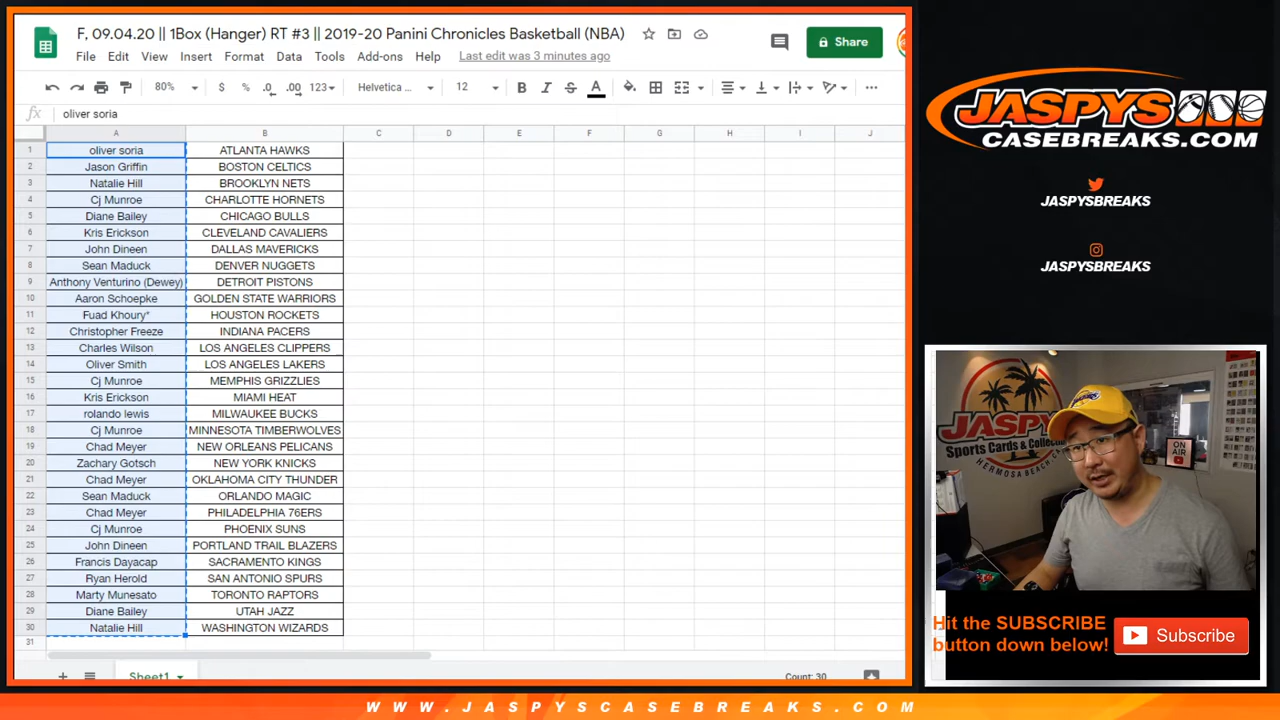 F, 09.04.20 || 1Box (Hanger) RT #3 || 2019-20 Panini Chronicles Basketball (NBA)
Share
File Edit View Insert Format Data Tools Add-ons Help Last edit was 3 minutes ago
80% $ % .0 .00 123 Helvetica ... 12 B I S A
fx oliver soria
A B C D E F G H I J
1 oliver soria ATLANTA HAWKS
2 Jason Griffin BOSTON CELTICS
3 Natalie Hill BROOKLYN NETS
4 Cj Munroe CHARLOTTE HORNETS
5 Diane Bailey CHICAGO BULLS
6 Kris Erickson CLEVELAND CAVALIERS
7 John Dineen DALLAS MAVERICKS
8 Sean Maduck DENVER NUGGETS
9 Anthony Venturino (Dewey) DETROIT PISTONS
10 Aaron Schoepke GOLDEN STATE WARRIORS
11 Fuad Khoury* HOUSTON ROCKETS
12 Christopher Freeze INDIANA PACERS
13 Charles Wilson LOS ANGELES CLIPPERS
14 Oliver Smith LOS ANGELES LAKERS
15 Cj Munroe MEMPHIS GRIZZLIES
16 Kris Erickson MIAMI HEAT
17 rolando lewis MILWAUKEE BUCKS
18 Cj Munroe MINNESOTA TIMBERWOLVES
19 Chad Meyer NEW ORLEANS PELICANS
20 Zachary Gotsch NEW YORK KNICKS
21 Chad Meyer OKLAHOMA CITY THUNDER
22 Sean Maduck ORLANDO MAGIC
23 Chad Meyer PHILADELPHIA 76ERS
24 Cj Munroe PHOENIX SUNS
25 John Dineen PORTLAND TRAIL BLAZERS
26 Francis Dayacap SACRAMENTO KINGS
27 Ryan Herold SAN ANTONIO SPURS
28 Marty Munesato TORONTO RAPTORS
29 Diane Bailey UTAH JAZZ
30 Natalie Hill WASHINGTON WIZARDS
31
Sheet1 Count: 30
JASPYS
CASEBREAKS.COM
JASPYSBREAKS
JASPYSBREAKS
JASPY'S
Sports Cards &
HERMOSA BEACH,
ON AIR
Hit the SUBSCRIBE
button down below!
Subscribe
WWW.JASPYSCASEBREAKS.COM